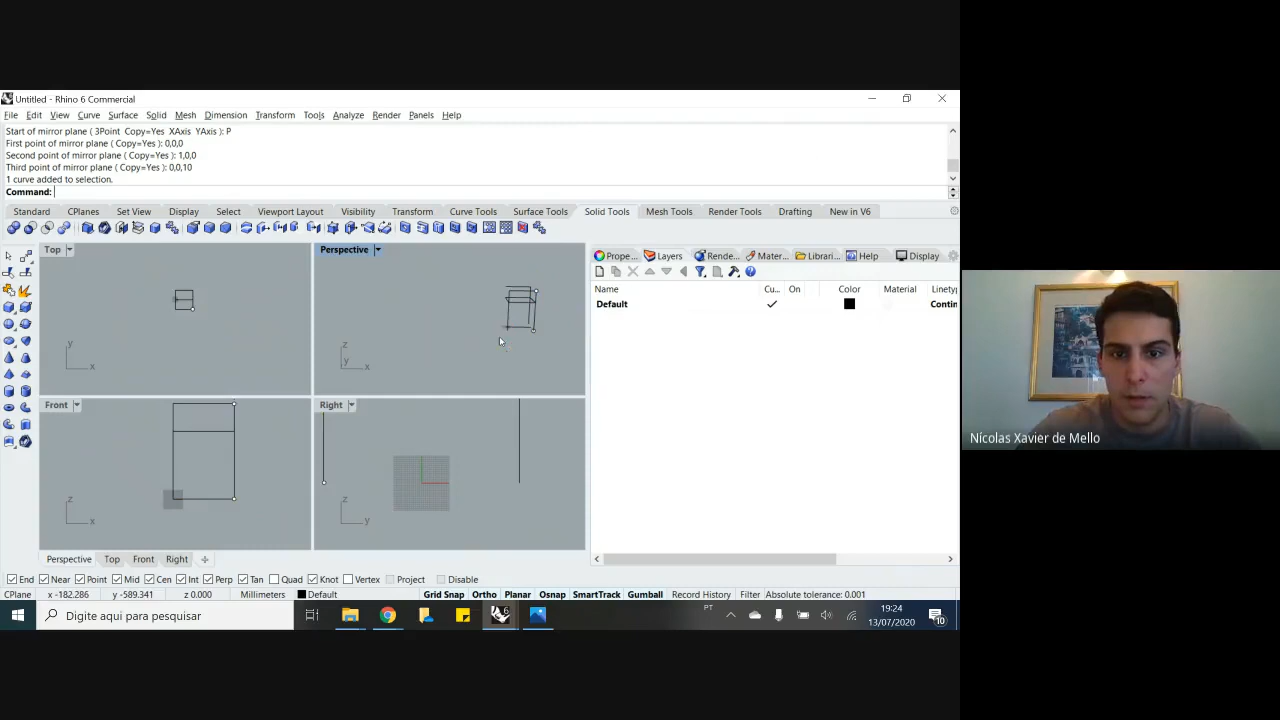 Untitled - Rhino 6 Commercial
File Edit View Curve Surface Solid Mesh Dimension Transform Tools Analyze Render Panels Help
Start of mirror plane ( 3Point Copy=Yes XAxis YAxis ): P
First point of mirror plane ( Copy=Yes ): 0,0,0
Second point of mirror plane ( Copy=Yes ): 1,0,0
Third point of mirror plane ( Copy=Yes ): 0,0,10
1 curve added to selection.
Command:
Standard CPlanes Set View Display Select Viewport Layout Visibility Transform Curve Tools Surface Tools Solid Tools Mesh Tools Render Tools Drafting New in V6
Top
Perspective
Prope... Layers Rende... Mater... Librari... Help Display
Name Cu... On Color Material Linetyp
Default Contin
y
x
z
y
x
Front
Right
z
x
z
y
Perspective Top Front Right
End Near Point Mid Cen Int Perp Tan Quad Knot Vertex Project Disable
CPlane x -182.286 y -589.341 z 0.000 Millimeters Default Grid Snap Ortho Planar Osnap SmartTrack Gumball Record History Filter Absolute tolerance: 0.001
Digite aqui para pesquisar
6
PT
19:24
13/07/2020
10
Nícolas Xavier de Mello